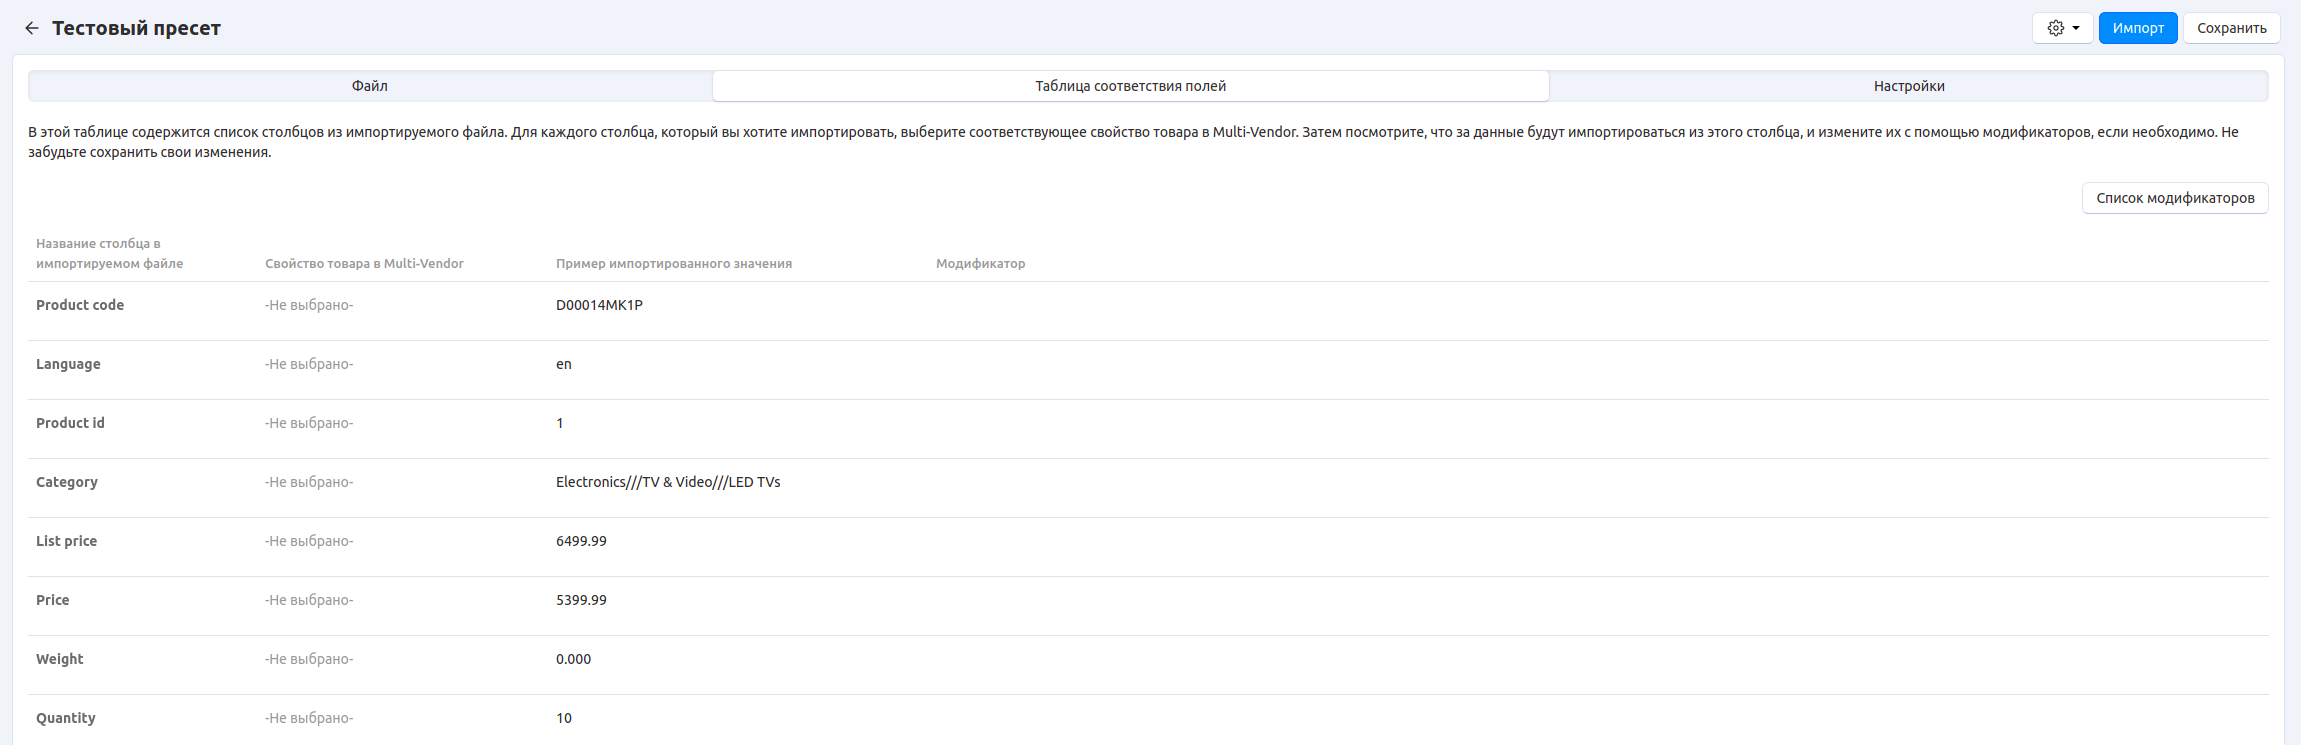 Тестовый пресет
Импорт
Сохранить
Файл
Таблица соответствия полей
Настройки
В этой таблице содержится список столбцов из импортируемого файла. Для каждого столбца, который вы хотите импортировать, выберите соответствующее свойство товара в Multi-Vendor. Затем посмотрите, что за данные будут импортироваться из этого столбца, и измените их с помощью модификаторов, если необходимо. Не
забудьте сохранить свои изменения.
Список модификаторов
Название столбца в
импортируемом файле
Свойство товара в Multi-Vendor
Пример импортированного значения
Модификатор
Product code
-Не выбрано-
D00014MK1P
Language
-Не выбрано-
en
Product id
-Не выбрано-
1
Category
-Не выбрано-
Electronics///TV & Video///LED TVs
List price
-Не выбрано-
6499.99
Price
-Не выбрано-
5399.99
Weight
-Не выбрано-
0.000
Quantity
-Не выбрано-
10